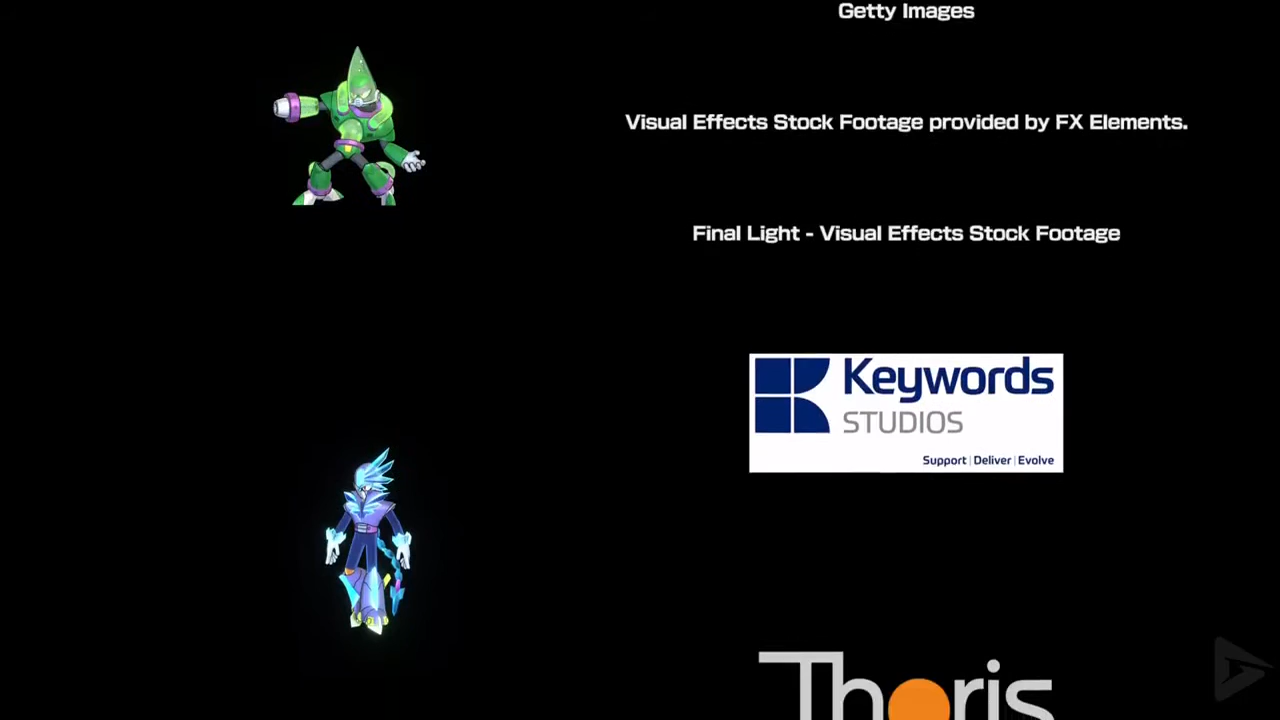 Getty Images
Visual Effects Stock Footage provided by FX Elements.
Final Light - Visual Effects Stock Footage
Keywords
STUDIOS
Support | Deliver | Evolve
Thoris